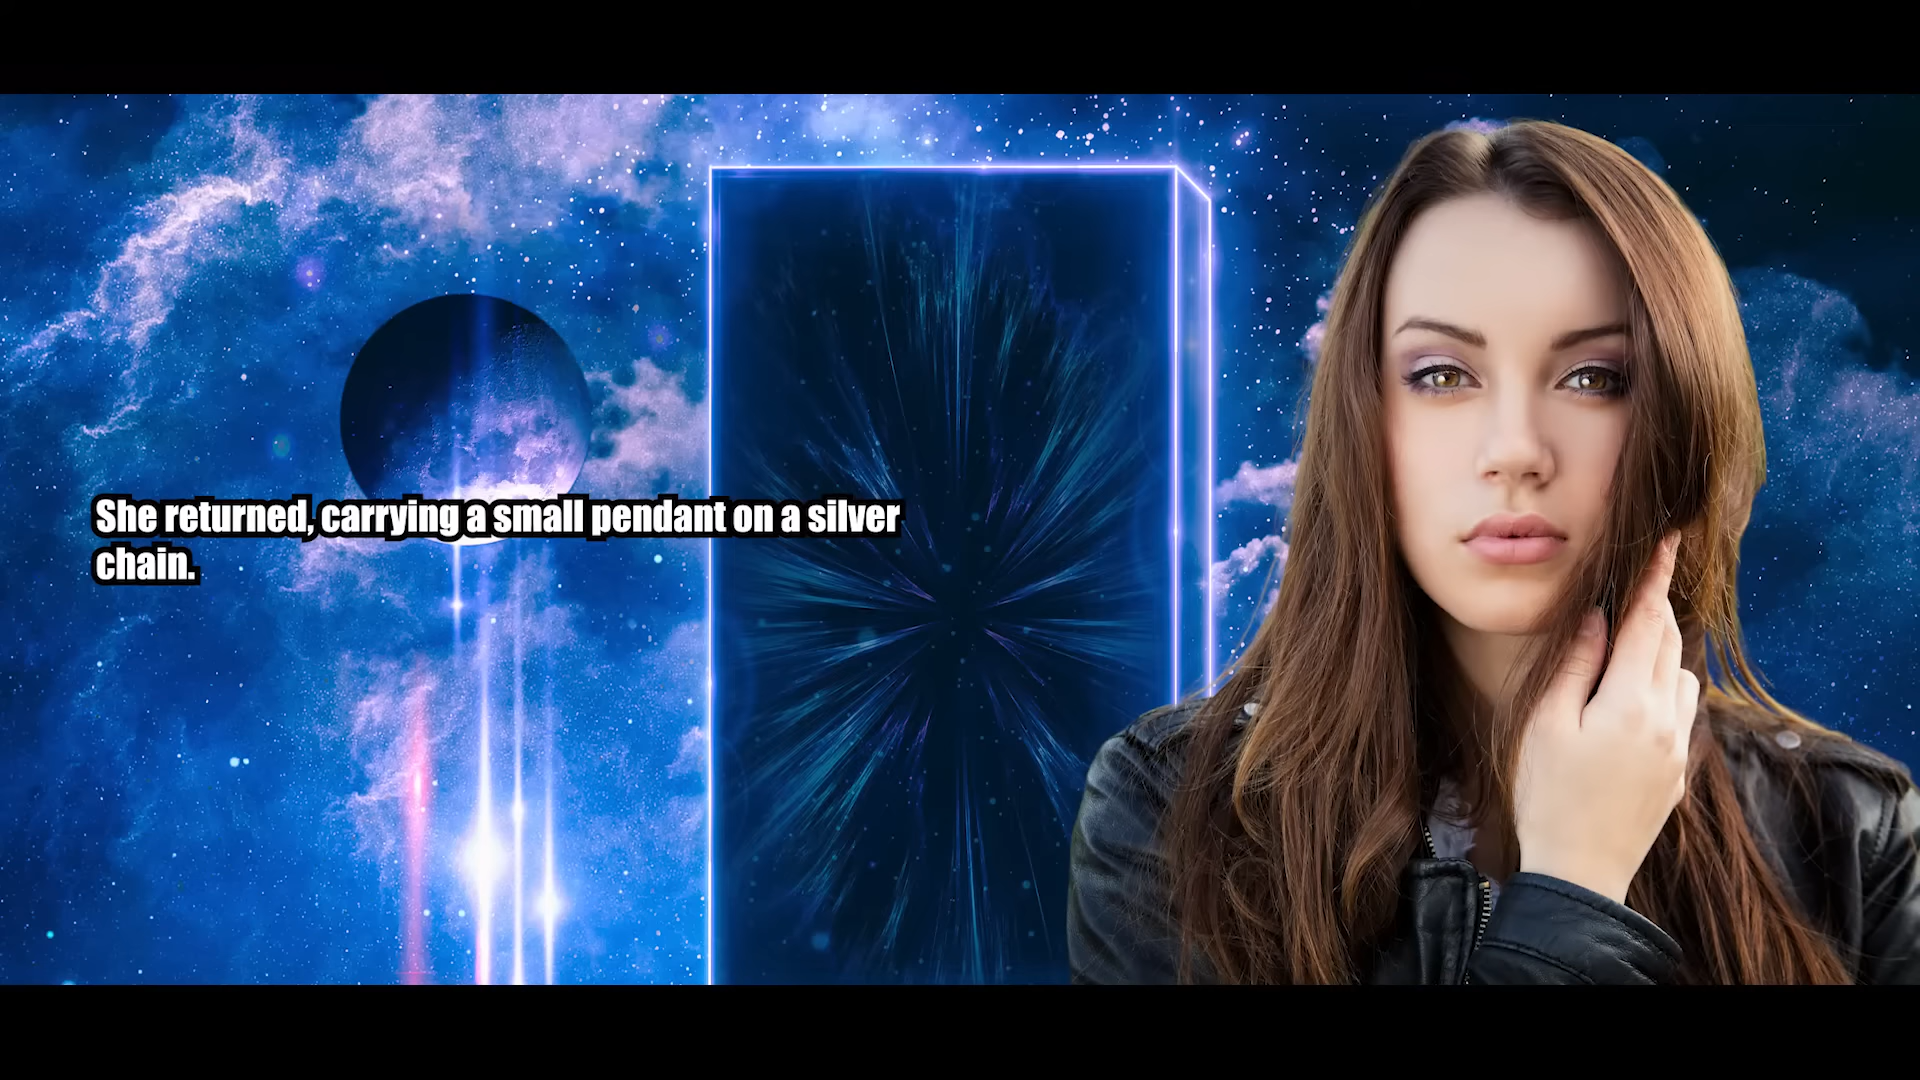 She returned, carrying a small pendant on a silver
chain.